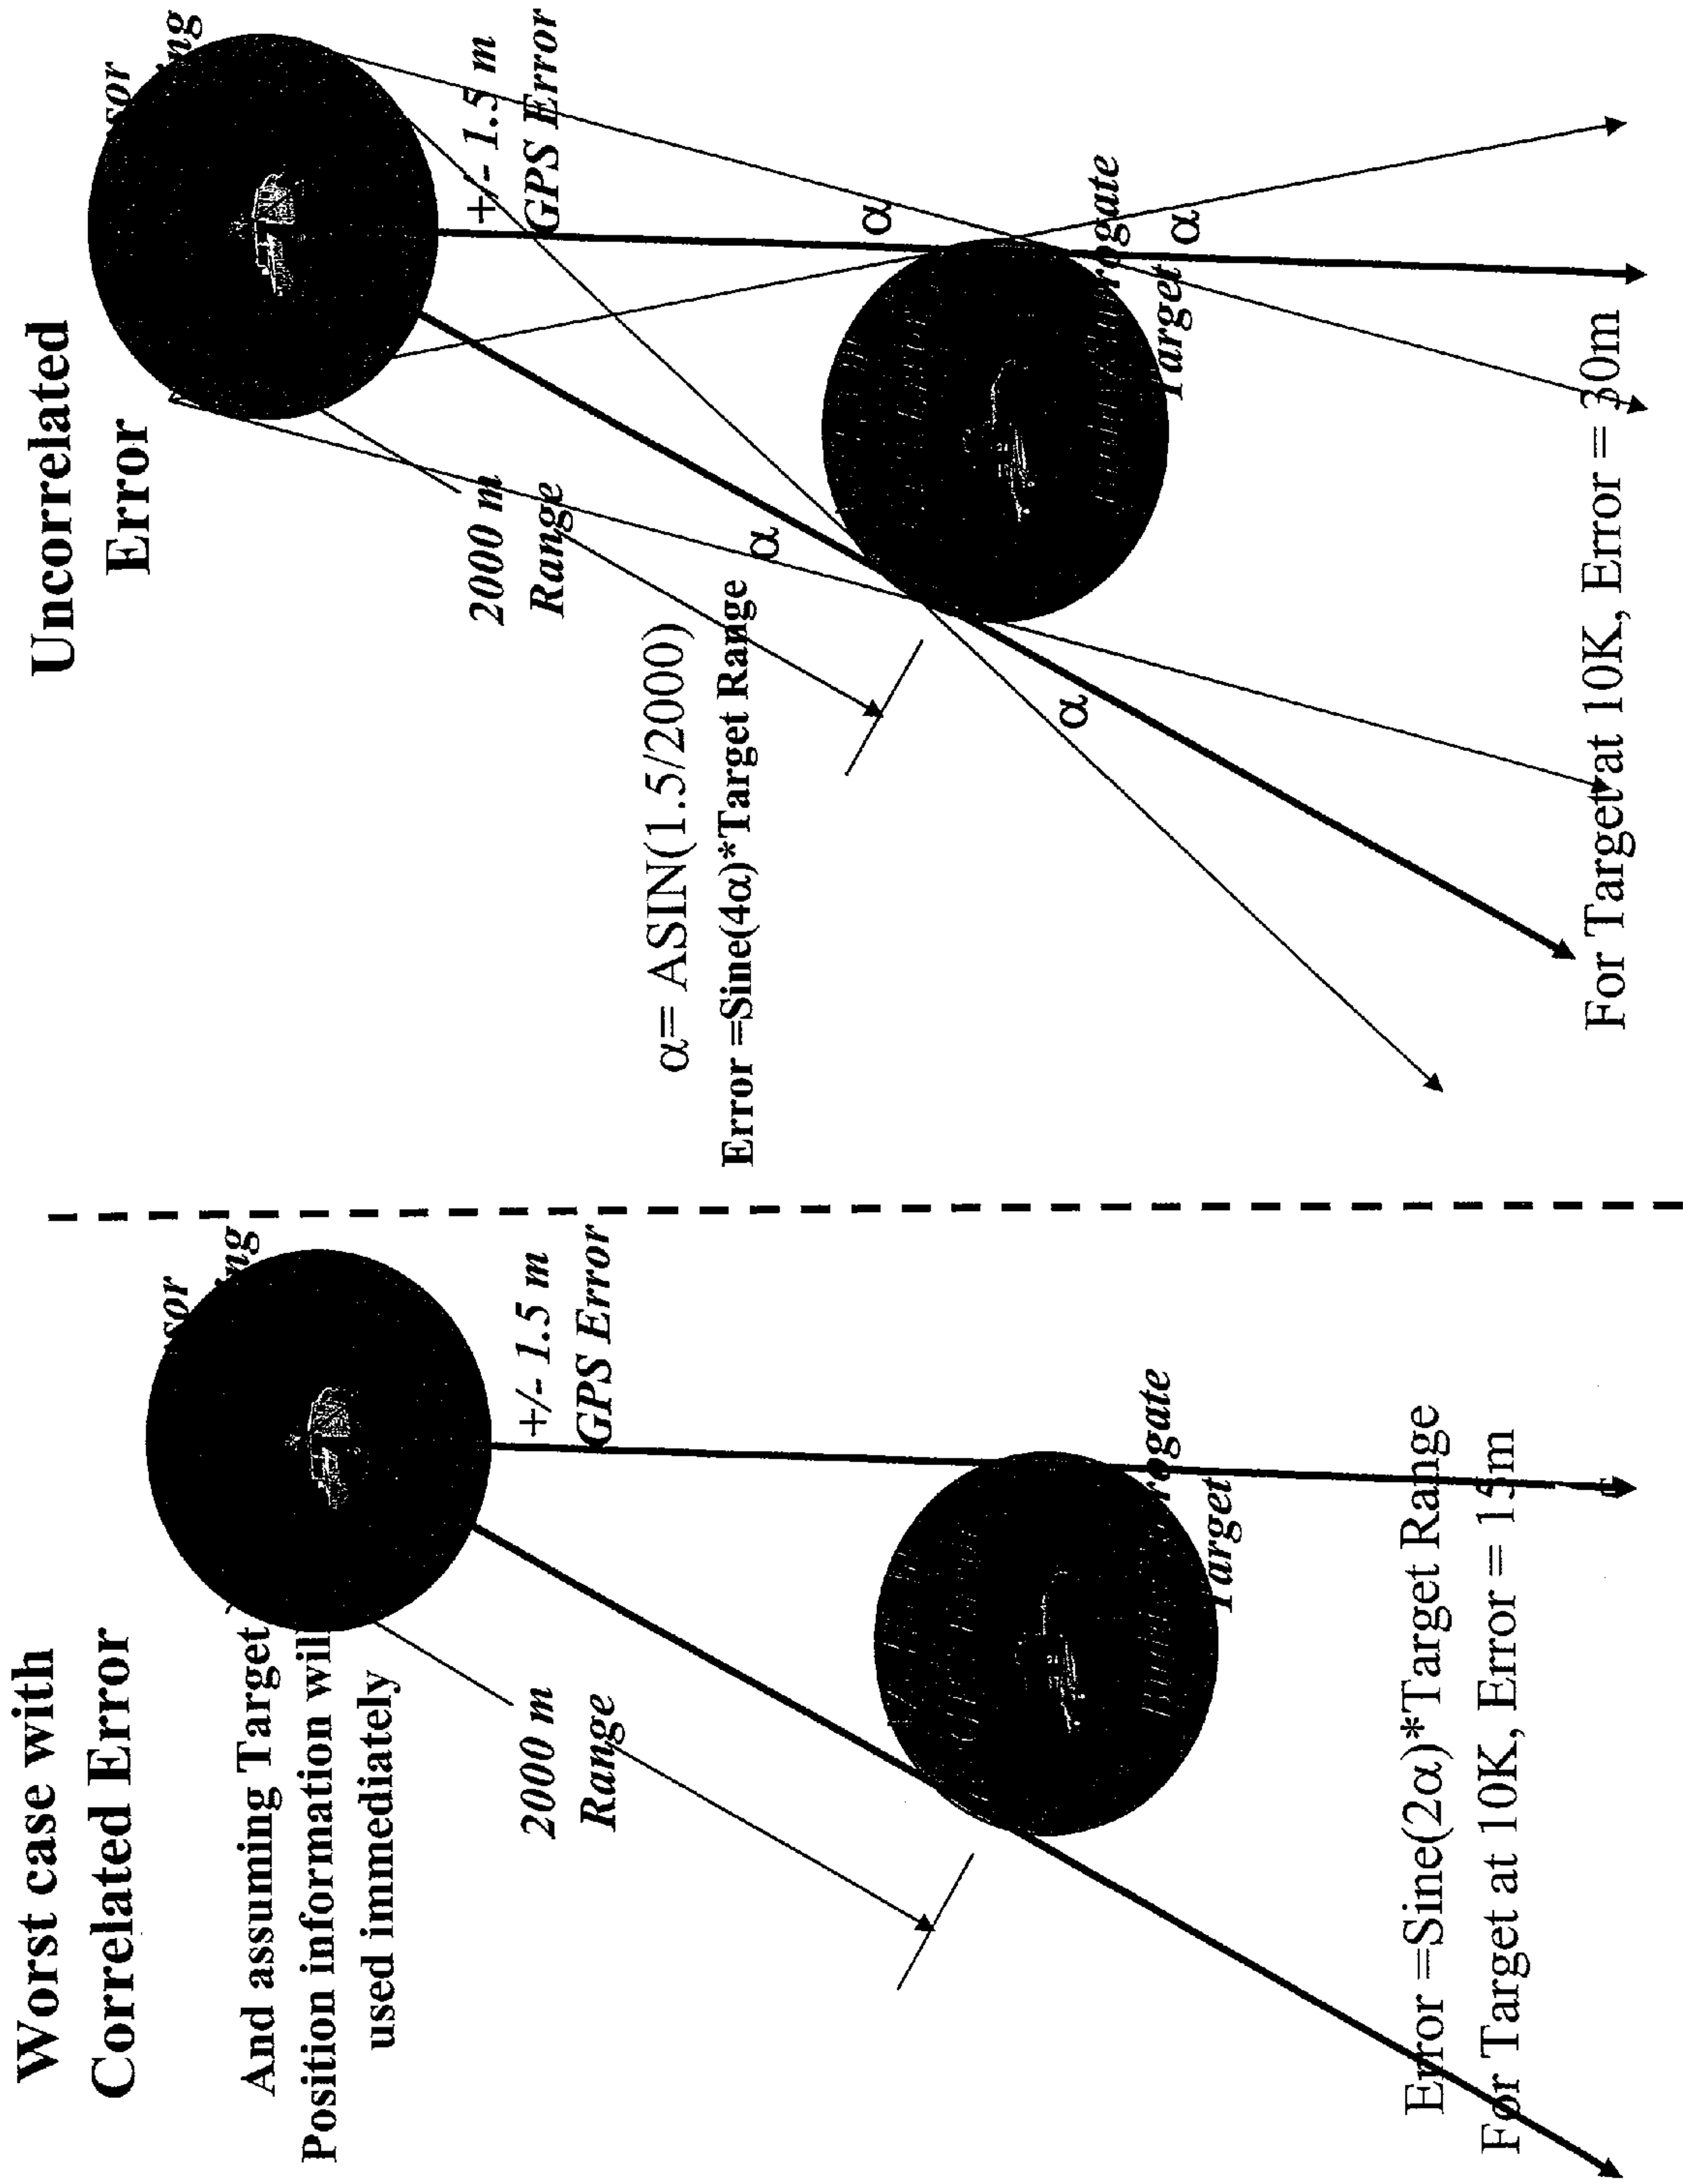 Worst case with
Correlated Error
And assuming Target
Position information will
used immediately
2000 m
Range
+/- 1.5 m
GPS Error
Target
Error =Sine(2α)*Target Range
For Target at 10K, Error = 15m
Uncorrelated
Error
2000 m
Range
+/- 1.5 m
GPS Error
α
α
α
α
α= ASIN(1.5/2000)
Error =Sine(4α)*Target Range
Target
For Target at 10K, Error = 30m